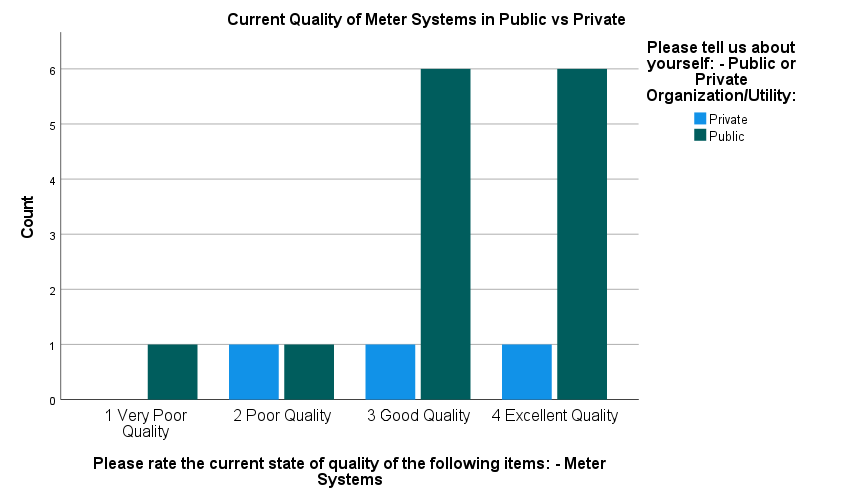 Current Quality of Meter Systems in Public vs Private
Please tell us about
yourself: - Public or
Private
Organization/Utility:
Private
Public
Count
6
5
4
3
2
1
0
1 Very Poor
Quality
2 Poor Quality
3 Good Quality
4 Excellent Quality
Please rate the current state of quality of the following items: - Meter
Systems